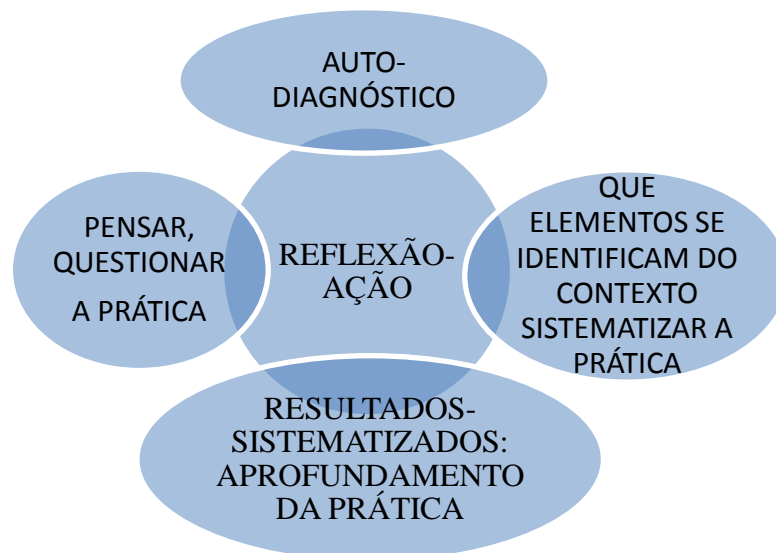 AUTO-
DIAGNÓSTICO
PENSAR,
QUESTIONAR
A PRÁTICA
REFLEXÃO-
AÇÃO
QUE
ELEMENTOS SE
IDENTIFICAM DO
CONTEXTO
SISTEMATIZAR A
PRÁTICA
RESULTADOS-
SISTEMATIZADOS:
APROFUNDAMENTO
DA PRÁTICA